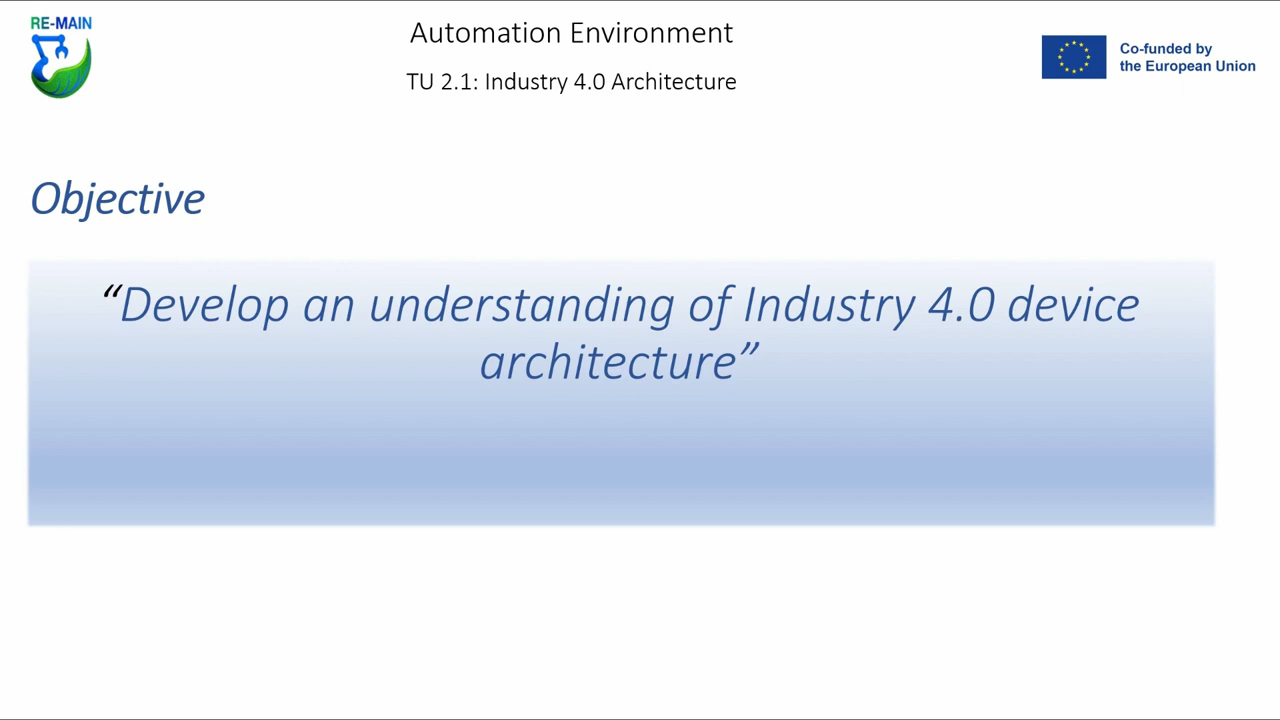 RE-MAIN
Automation Environment
TU 2.1: Industry 4.0 Architecture
Co-funded by
the European Union
Objective
“Develop an understanding of Industry 4.0 device
architecture”